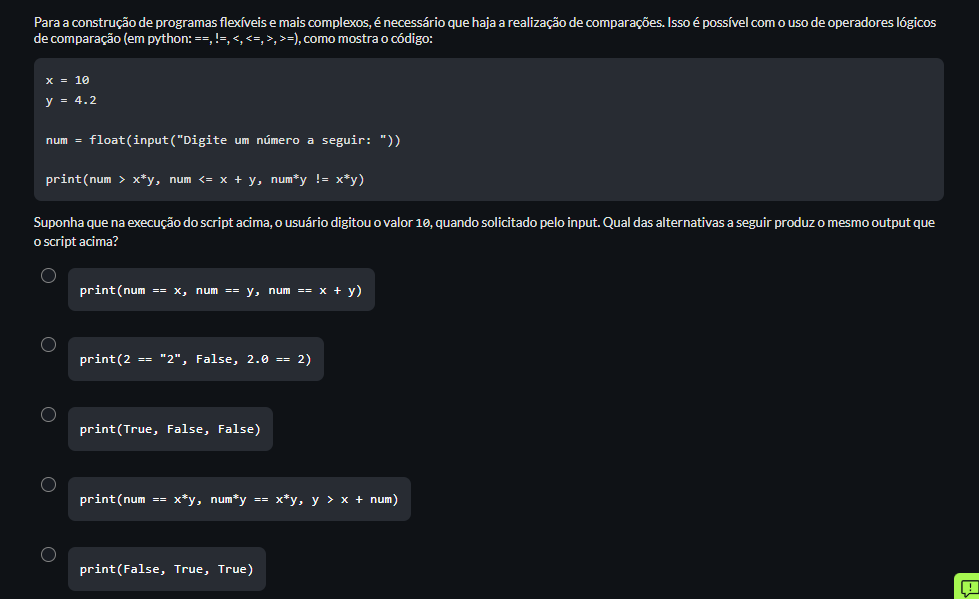 Para a construção de programas flexíveis e mais complexos, é necessário que haja a realização de comparações. Isso é possível com o uso de operadores lógicos
de comparação (em python: ==, !=, <, <=, >, >=), como mostra o código:
x = 10
y = 4.2
num = float(input("Digite um número a seguir: "))
print(num > x*y, num <= x + y, num*y != x*y)
Suponha que na execução do script acima, o usuário digitou o valor 10, quando solicitado pelo input. Qual das alternativas a seguir produz o mesmo output que
o script acima?
print(num == x, num == y, num == x + y)
print(2 == "2", False, 2.0 == 2)
print(True, False, False)
print(num == x*y, num*y == x*y, y > x + num)
print(False, True, True)